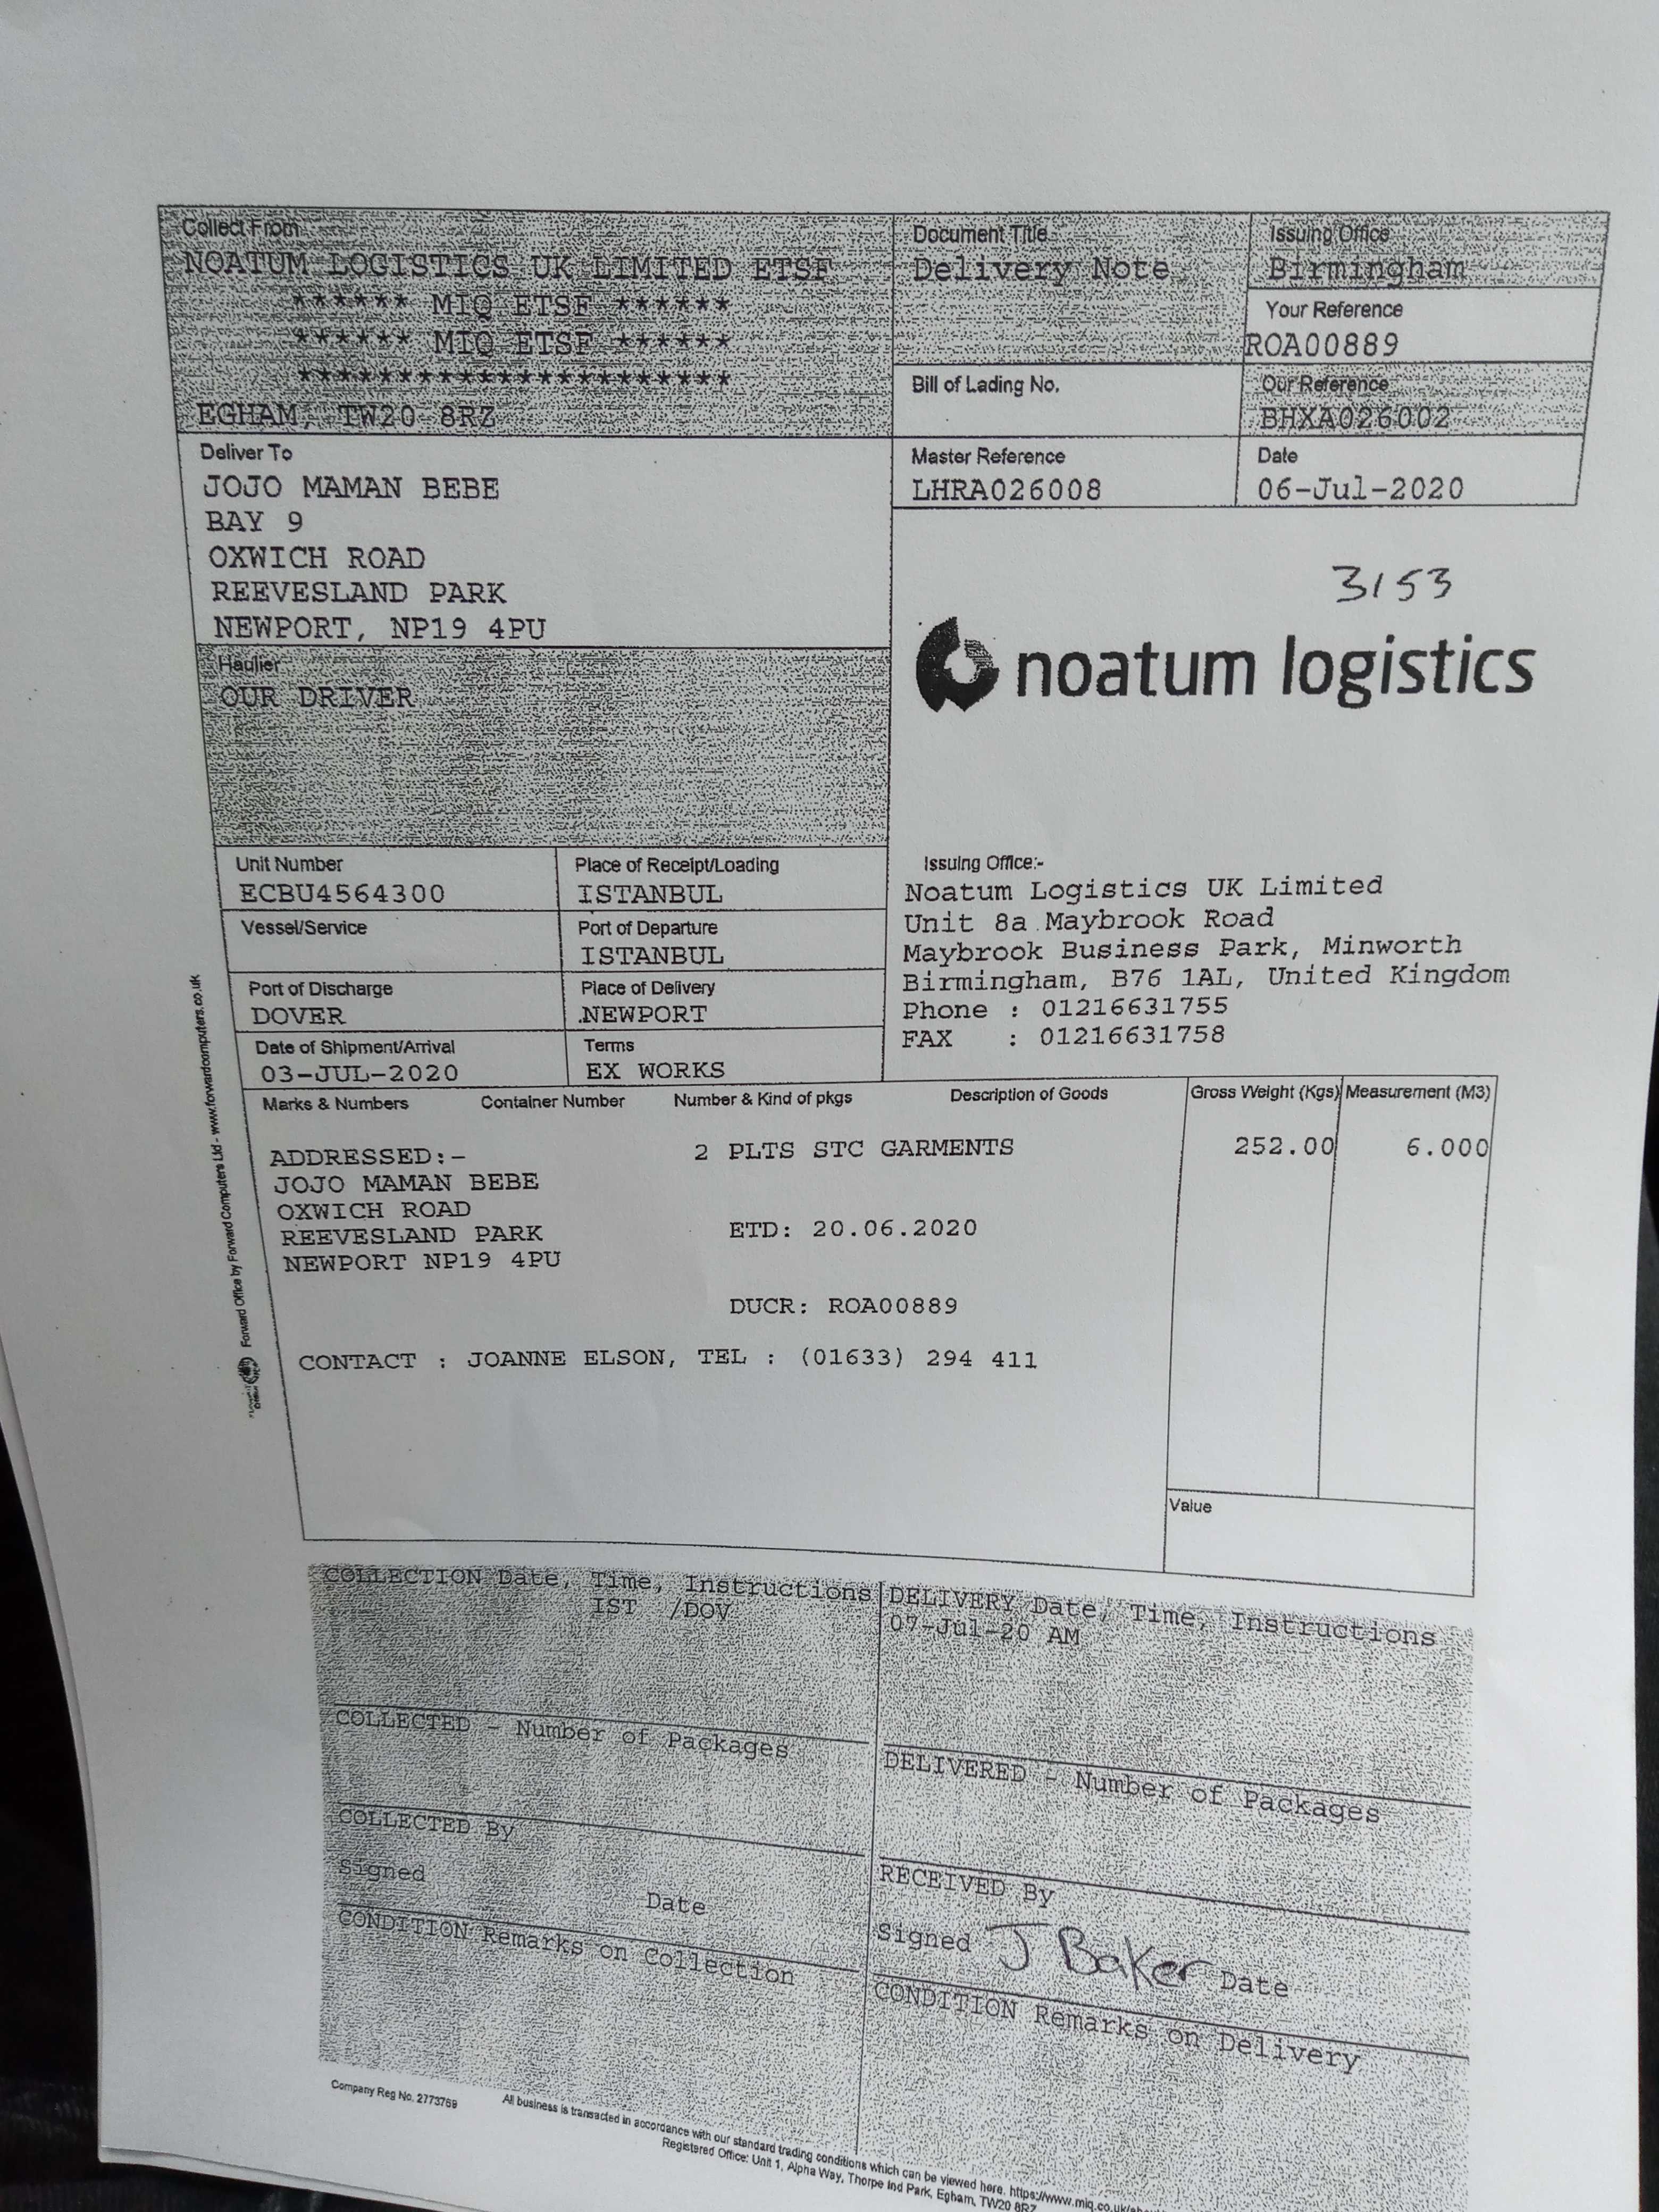 Collect From
NOATUM LOGISTICS UK LIMITED ETSF
****** MIQ ETSF ******
****** MIQ ETSF ******
**********************
EGHAM, TW20 8RZ
Document Title
Delivery Note
Issuing Office
Birmingham
Your Reference
ROA00889
Bill of Lading No.
Our Reference
BHXA026002
Deliver To
JOJO MAMAN BEBE
BAY 9
OXWICH ROAD
REEVESLAND PARK
NEWPORT, NP19 4PU
Master Reference
LHRA026008
Date
06-Jul-2020
3153
noatum logistics
Haulier
OUR DRIVER
Unit Number
ECBU4564300
Place of Receipt/Loading
ISTANBUL
Vessel/Service
Port of Departure
ISTANBUL
Port of Discharge
DOVER
Place of Delivery
.NEWPORT
Date of Shipment/Arrival
03-JUL-2020
Terms
EX WORKS
Issuing Office:-
Noatum Logistics UK Limited
Unit 8a Maybrook Road
Maybrook Business Park, Minworth
Birmingham, B76 1AL, United Kingdom
Phone : 01216631755
FAX : 01216631758
Marks & Numbers Container Number Number & Kind of pkgs Description of Goods Gross Weight (Kgs) Measurement (M3)
ADDRESSED:- 2 PLTS STC GARMENTS 252.00 6.000
JOJO MAMAN BEBE
OXWICH ROAD
REEVESLAND PARK ETD: 20.06.2020
NEWPORT NP19 4PU
DUCR: ROA00889
CONTACT : JOANNE ELSON, TEL : (01633) 294 411
Value
Forward Office by Forward Computers Ltd - www.forwardcomputers.co.uk
COLLECTION Date, Time, Instructions
IST /DOV
DELIVERY Date, Time, Instructions
07-Jul-20 AM
COLLECTED - Number of Packages
DELIVERED - Number of Packages
COLLECTED By
Signed Date
RECEIVED By
Signed J Baker Date
CONDITION Remarks on Collection
CONDITION Remarks on Delivery
Company Reg No. 2773769
All business is transacted in accordance with our standard trading conditions which can be viewed here. https://www.miq.co.uk/
Registered Office: Unit 1, Alpha Way, Thorpe Ind Park, Egham, TW20 8RZ